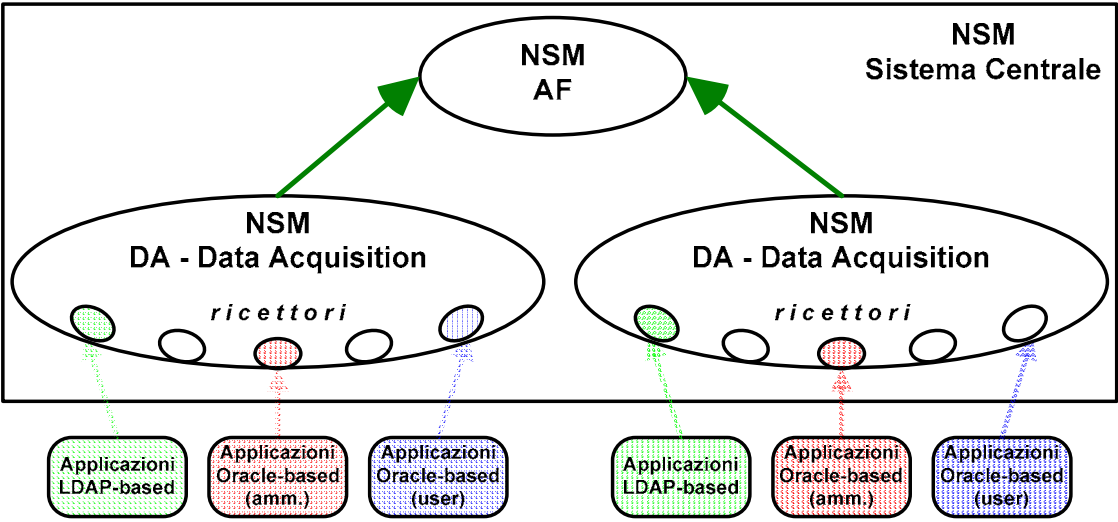 NSM
Sistema Centrale
NSM
AF
NSM
DA - Data Acquisition
ricettori
NSM
DA - Data Acquisition
ricettori
Applicazioni
LDAP-based
Applicazioni
Oracle-based
(amm.)
Applicazioni
Oracle-based
(user)
Applicazioni
LDAP-based
Applicazioni
Oracle-based
(amm.)
Applicazioni
Oracle-based
(user)